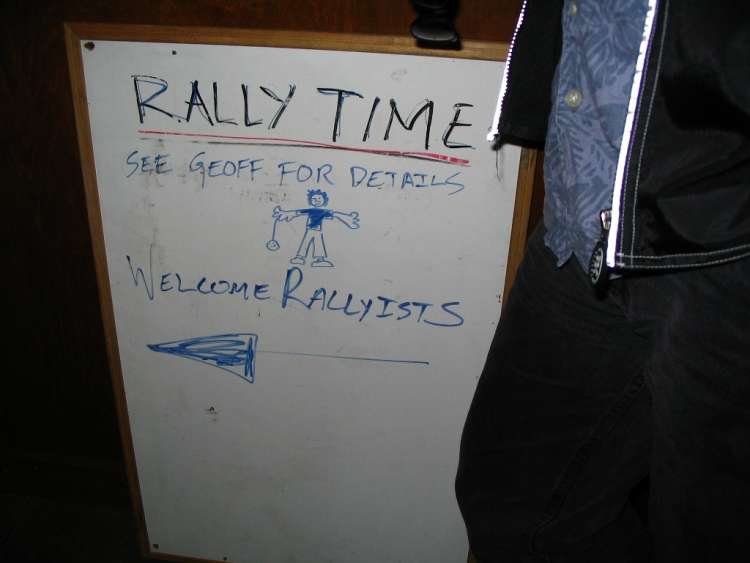 RALLY TIME
SEE GEOFF FOR DETAILS
WELCOME RALLYISTS